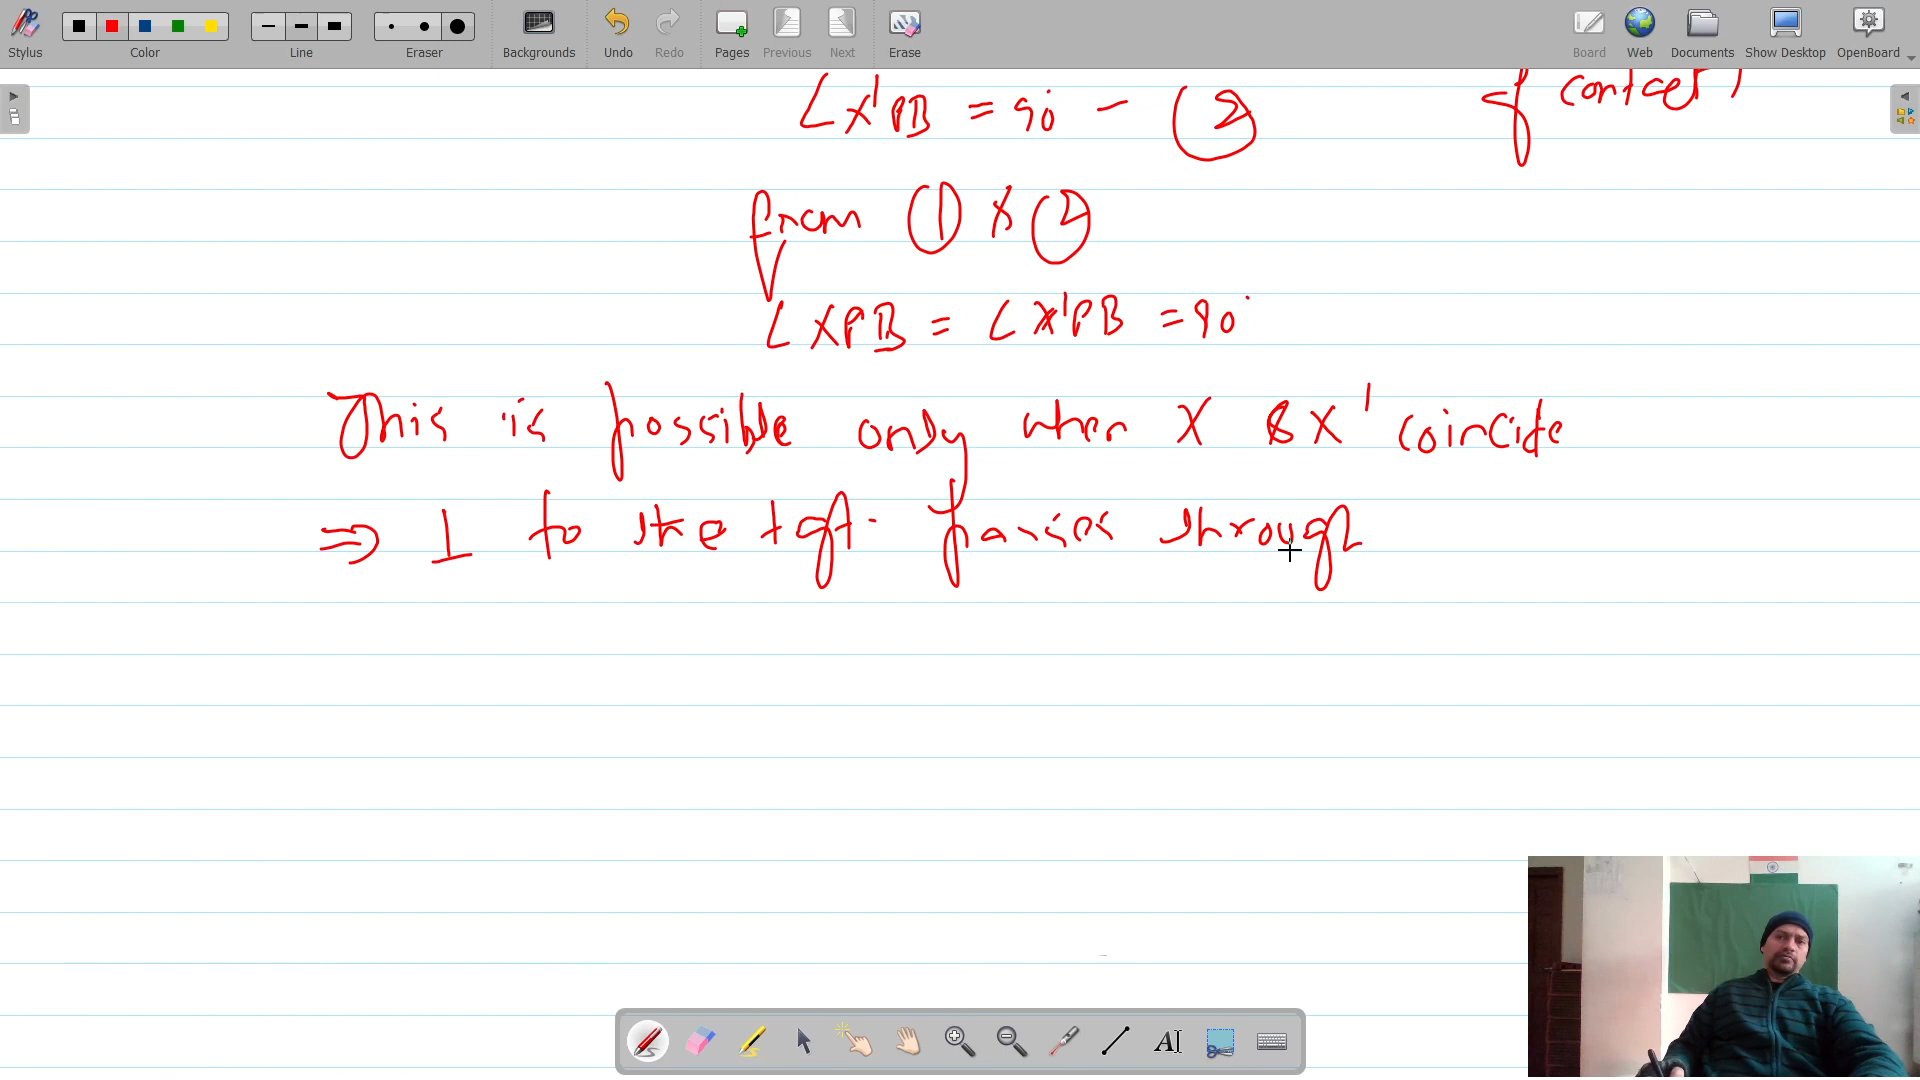 Stylus Color Line Eraser Backgrounds Undo Redo Pages Previous Next Erase Board Web Documents Show Desktop OpenBoard
∠X'PB = 90° - ②
of contact)
from ① & ②
∠XPB = ∠X'PB = 90°
This is possible only when X & X' coincide
⇒ ⊥ to the tgt. passes through